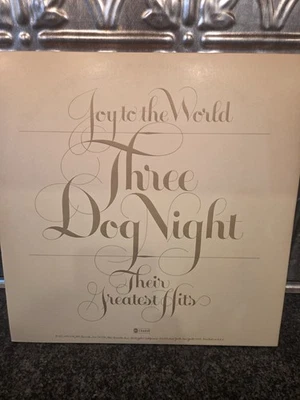 Joy to the World
Three
Dog Night
Their
Greatest Hits